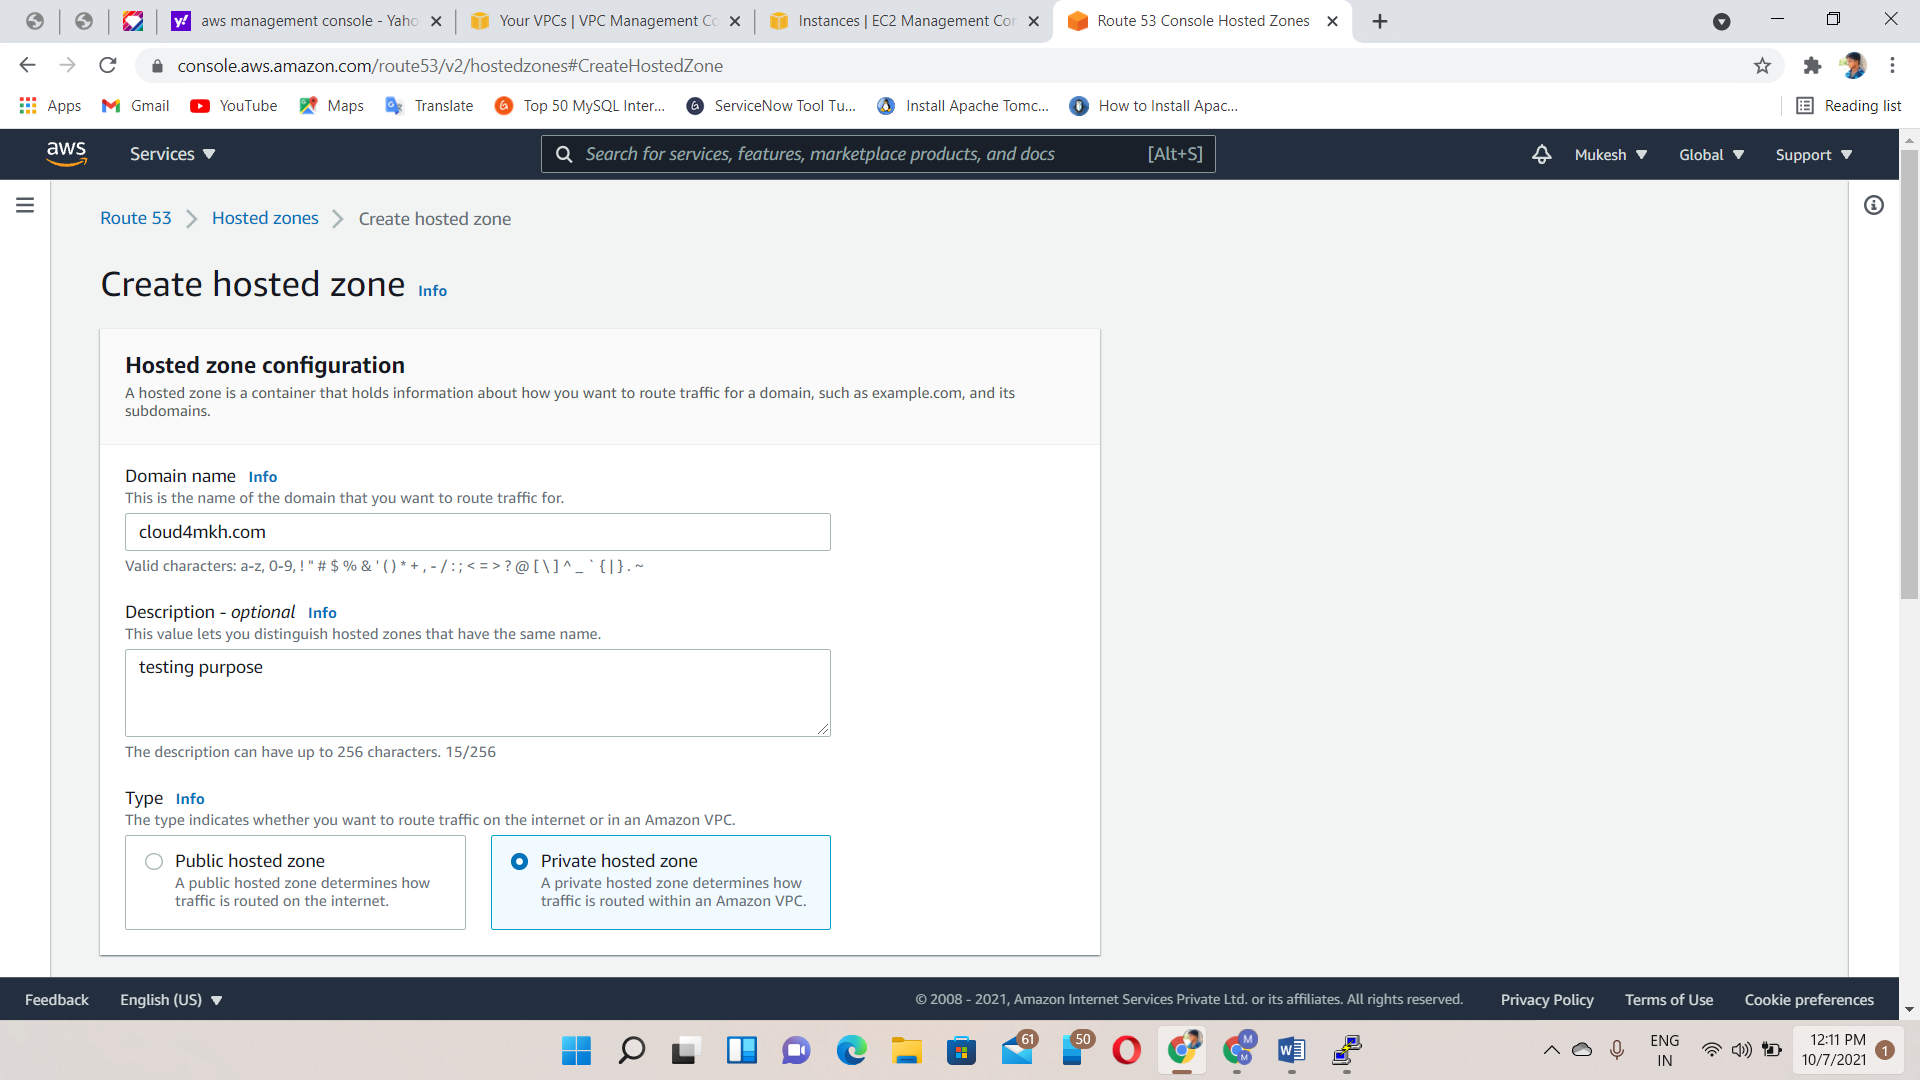 aws management console - Yaho
Your VPCs | VPC Management Co
Instances | EC2 Management Con
Route 53 Console Hosted Zones
console.aws.amazon.com/route53/v2/hostedzones#CreateHostedZone
Apps
Gmail
YouTube
Maps
Translate
Top 50 MySQL Inter...
ServiceNow Tool Tu...
Install Apache Tomc...
How to Install Apac...
Reading list
aws
Services
Search for services, features, marketplace products, and docs
[Alt+S]
Mukesh
Global
Support
Route 53
Hosted zones
Create hosted zone
Create hosted zone Info
Hosted zone configuration
A hosted zone is a container that holds information about how you want to route traffic for a domain, such as example.com, and its
subdomains.
Domain name Info
This is the name of the domain that you want to route traffic for.
cloud4mkh.com
Valid characters: a-z, 0-9, ! " # $ % & ' ( ) * + , - / : ; < = > ? @ [ \ ] ^ _ ` { | } . ~
Description - optional Info
This value lets you distinguish hosted zones that have the same name.
testing purpose
The description can have up to 256 characters. 15/256
Type Info
The type indicates whether you want to route traffic on the internet or in an Amazon VPC.
Public hosted zone
A public hosted zone determines how
traffic is routed on the internet.
Private hosted zone
A private hosted zone determines how
traffic is routed within an Amazon VPC.
Feedback
English (US)
© 2008 - 2021, Amazon Internet Services Private Ltd. or its affiliates. All rights reserved.
Privacy Policy
Terms of Use
Cookie preferences
61
50
M
M
ENG
IN
12:11 PM
10/7/2021
1